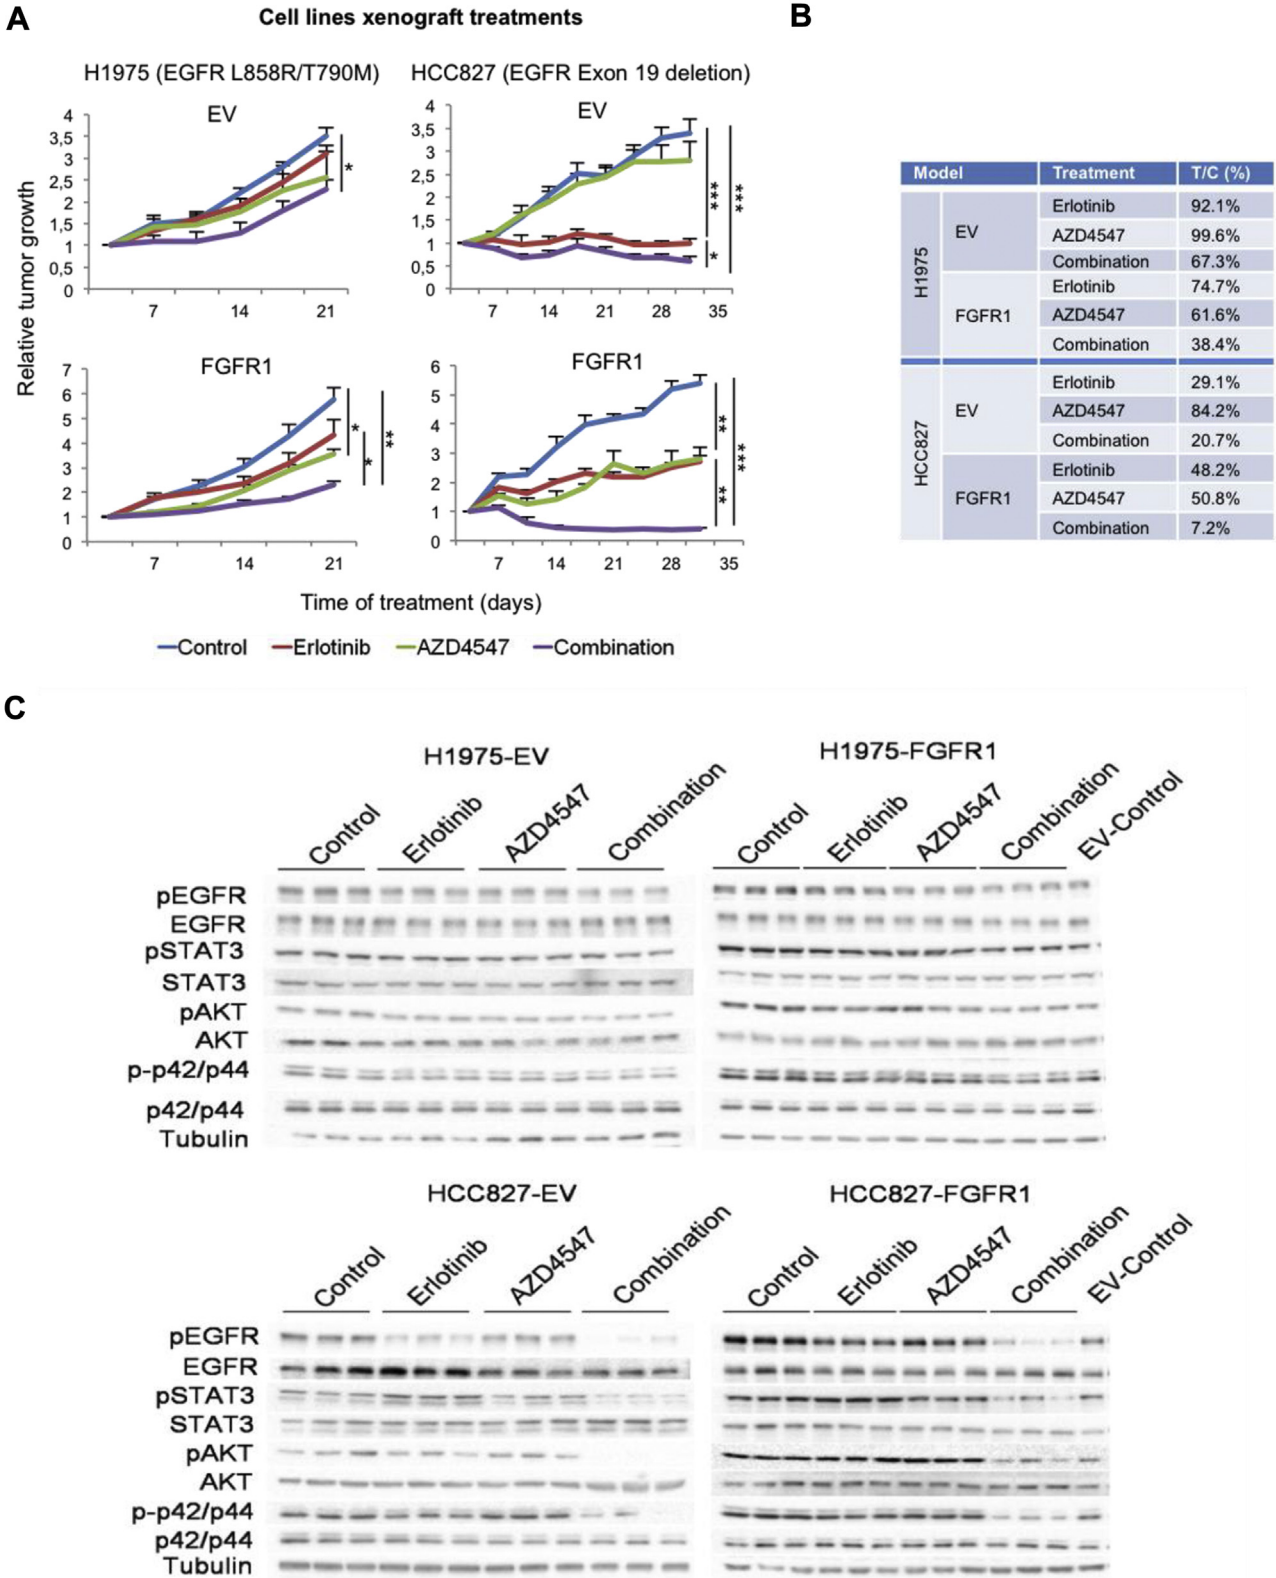 A
Cell lines xenograft treatments
H1975 (EGFR L858R/T790M)
HCC827 (EGFR Exon 19 deletion)
EV
4
3,5
3
2,5
2
1,5
1
0,5
0
7 14 21
*
EV
4
3,5
3
2,5
2
1,5
1
0,5
0
7 14 21 28 35
***
***
*
Relative tumor growth
FGFR1
7
6
5
4
3
2
1
0
7 14 21
*
*
**
FGFR1
6
5
4
3
2
1
0
7 14 21 28 35
**
**
***
Time of treatment (days)
Control Erlotinib AZD4547 Combination
B
Model Treatment T/C (%)
H1975
EV
Erlotinib 92.1%
AZD4547 99.6%
Combination 67.3%
FGFR1
Erlotinib 74.7%
AZD4547 61.6%
Combination 38.4%
HCC827
EV
Erlotinib 29.1%
AZD4547 84.2%
Combination 20.7%
FGFR1
Erlotinib 48.2%
AZD4547 50.8%
Combination 7.2%
C
H1975-EV
Control Erlotinib AZD4547 Combination
H1975-FGFR1
Control Erlotinib AZD4547 Combination EV-Control
pEGFR
EGFR
pSTAT3
STAT3
pAKT
AKT
p-p42/p44
p42/p44
Tubulin
HCC827-EV
Control Erlotinib AZD4547 Combination
HCC827-FGFR1
Control Erlotinib AZD4547 Combination EV-Control
pEGFR
EGFR
pSTAT3
STAT3
pAKT
AKT
p-p42/p44
p42/p44
Tubulin